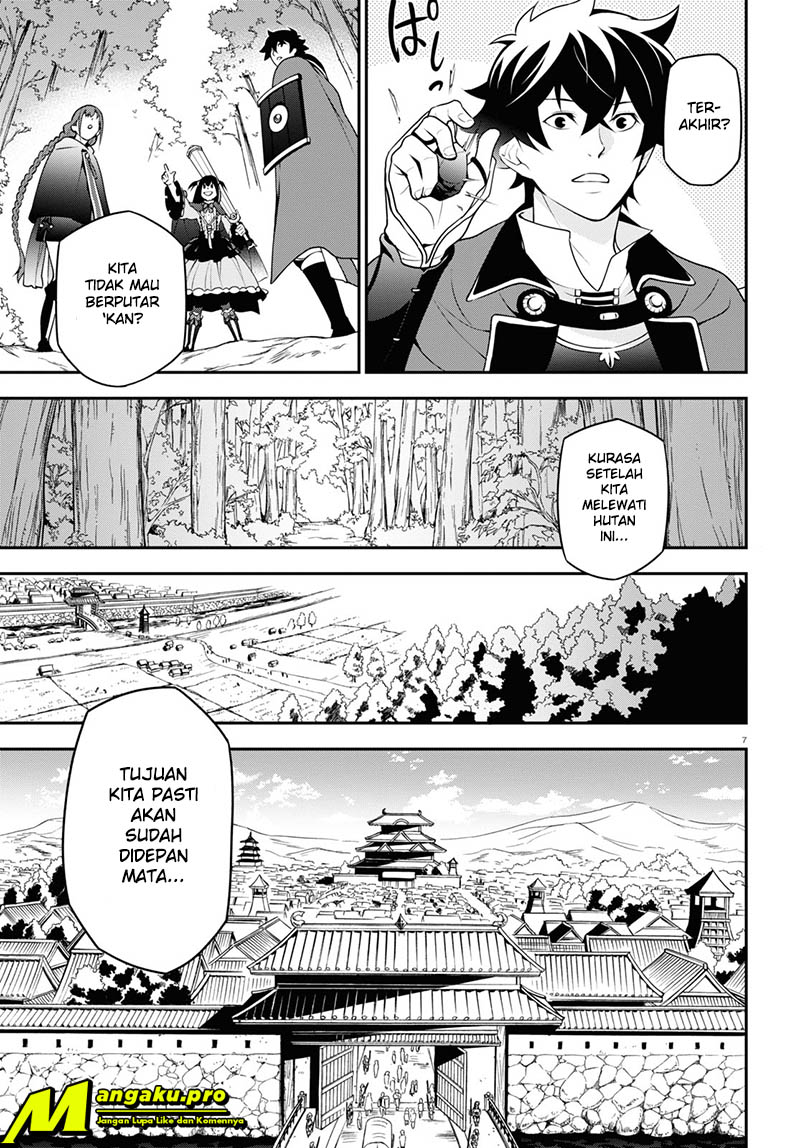 ぱしっ
TER-
AKHIR?
KITA
TIDAK MAU
BERPUTAR
'KAN?
KURASA
SETELAH
KITA
MELEWATI
HUTAN
INI...
7
TUJUAN
KITA PASTI
AKAN
SUDAH
DIDEPAN
MATA...
Mangaku.pro
Jangan Lupa Like dan Komennya